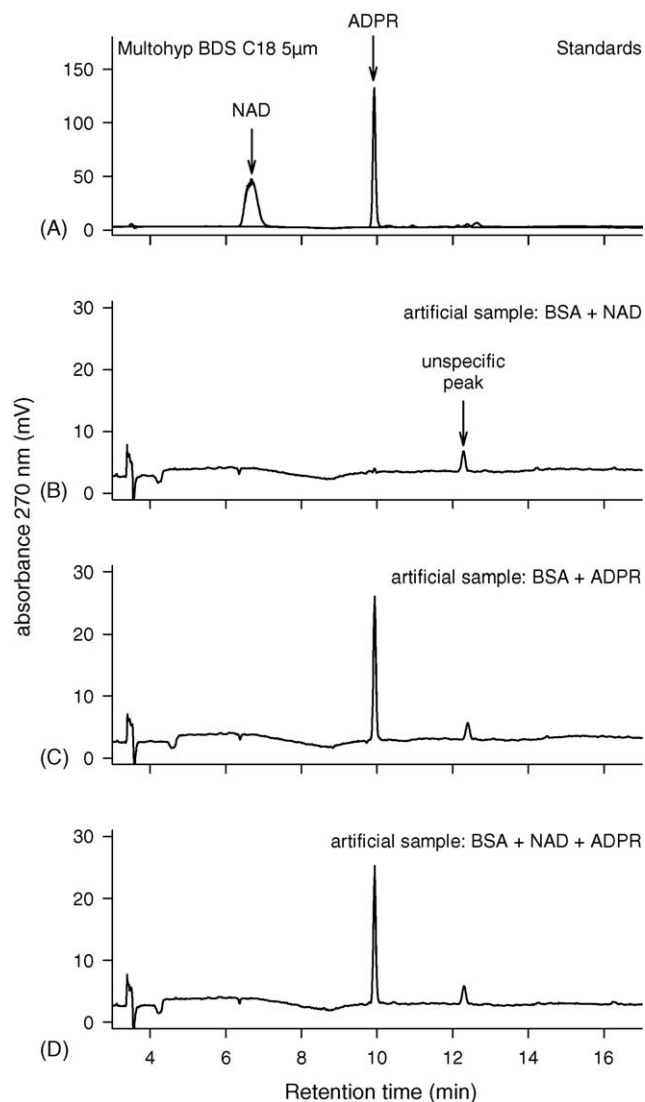 ADPR
Multohyp BDS C18 5µm
Standards
NAD
150
100
50
0
(A)
30
artificial sample: BSA + NAD
20
unspecific
peak
10
0
(B)
absorbance 270 nm (mV)
30
artificial sample: BSA + ADPR
20
10
0
(C)
30
artificial sample: BSA + NAD + ADPR
20
10
0
(D)
4 6 8 10 12 14 16
Retention time (min)